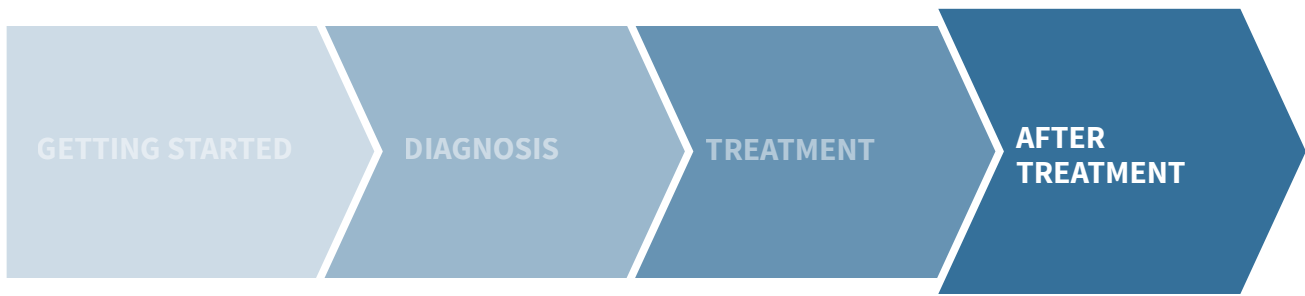 GETTING STARTED
DIAGNOSIS
TREATMENT
AFTER
TREATMENT